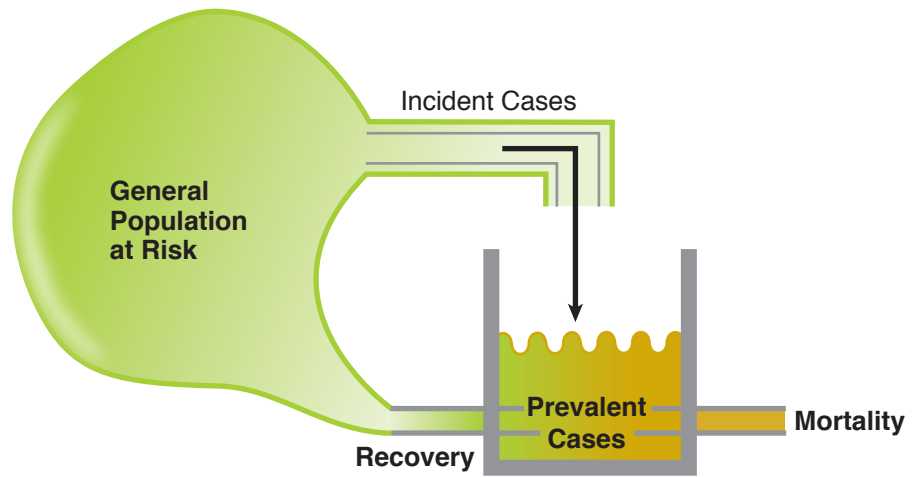 Incident Cases
General
Population
at Risk
Prevalent
Cases
Mortality
Recovery